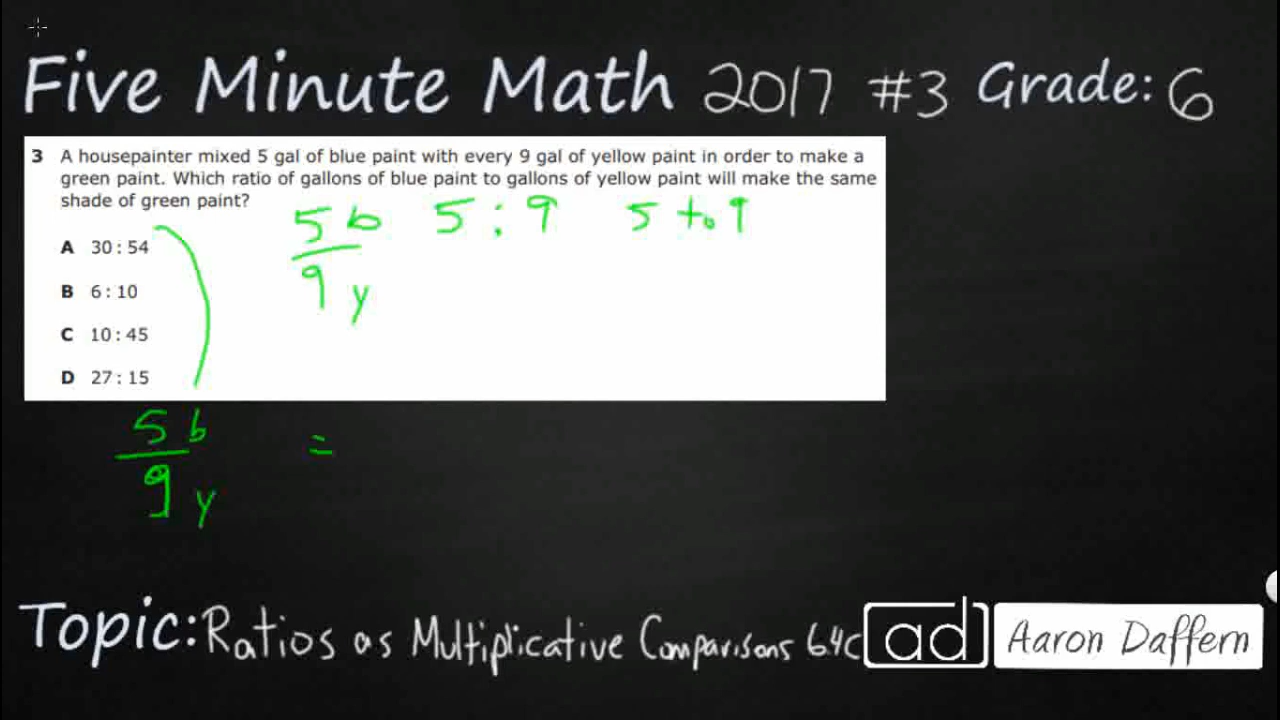 Five Minute Math 2017 #3 Grade: 6
3 A housepainter mixed 5 gal of blue paint with every 9 gal of yellow paint in order to make a
green paint. Which ratio of gallons of blue paint to gallons of yellow paint will make the same
shade of green paint?
5 b 5 : 9 5 to 9
9 y
A 30 : 54
B 6 : 10
C 10 : 45
D 27 : 15
5 b =
9 y
Topic: Ratios as Multiplicative Comparisons 6.4C ad Aaron Daffern